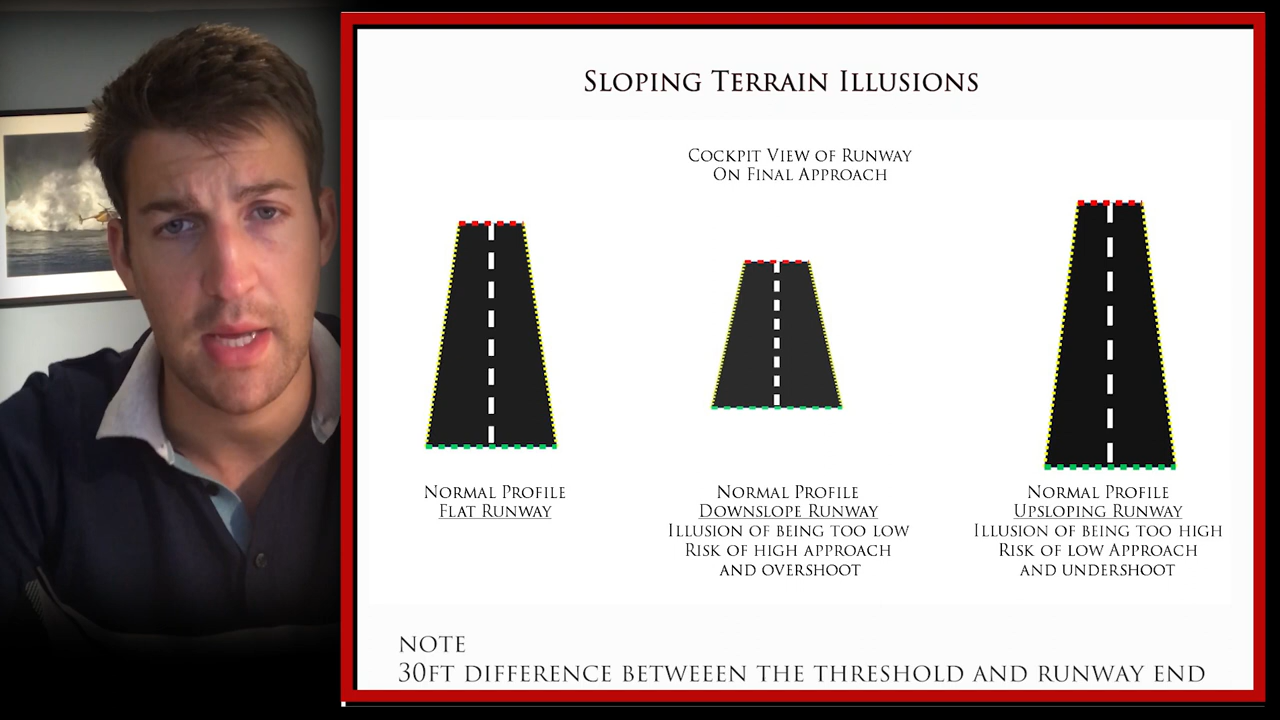 Sloping Terrain Illusions
Cockpit View of Runway
On Final Approach
Normal Profile
Flat Runway
Normal Profile
Downslope Runway
Illusion of being too low
Risk of high approach
and overshoot
Normal Profile
Upsloping Runway
Illusion of being too high
Risk of low Approach
and undershoot
NOTE
30ft difference betweeen the threshold and runway end